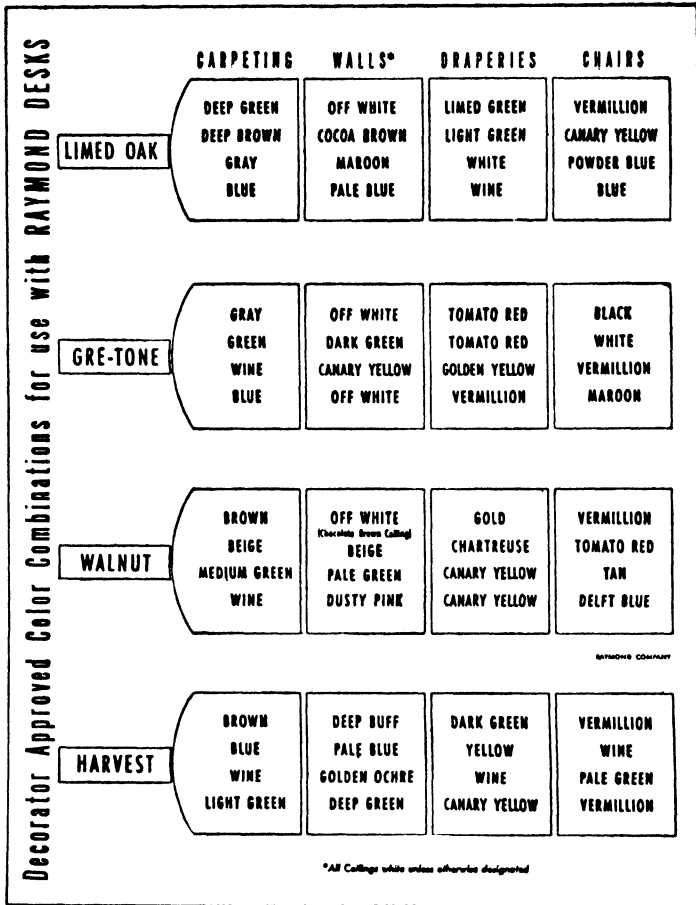 Decorator Approved Color Combinations for use with RAYMOND DESKS
CARPETING WALLS* DRAPERIES CHAIRS
LIMED OAK
DEEP GREEN OFF WHITE LIMED GREEN VERMILLION
DEEP BROWN COCOA BROWN LIGHT GREEN CANARY YELLOW
GRAY MAROON WHITE POWDER BLUE
BLUE PALE BLUE WINE BLUE
GRE-TONE
GRAY OFF WHITE TOMATO RED BLACK
GREEN DARK GREEN TOMATO RED WHITE
WINE CANARY YELLOW GOLDEN YELLOW VERMILLION
BLUE OFF WHITE VERMILLION MAROON
WALNUT
BROWN OFF WHITE GOLD VERMILLION
(Chocolate Brown Ceiling)
BEIGE BEIGE CHARTREUSE TOMATO RED
MEDIUM GREEN PALE GREEN CANARY YELLOW TAN
WINE DUSTY PINK CANARY YELLOW DELFT BLUE
RAYMOND COMPANY
HARVEST
BROWN DEEP BUFF DARK GREEN VERMILLION
BLUE PALE BLUE YELLOW WINE
WINE GOLDEN OCHRE WINE PALE GREEN
LIGHT GREEN DEEP GREEN CANARY YELLOW VERMILLION
*All Ceilings white unless otherwise designated